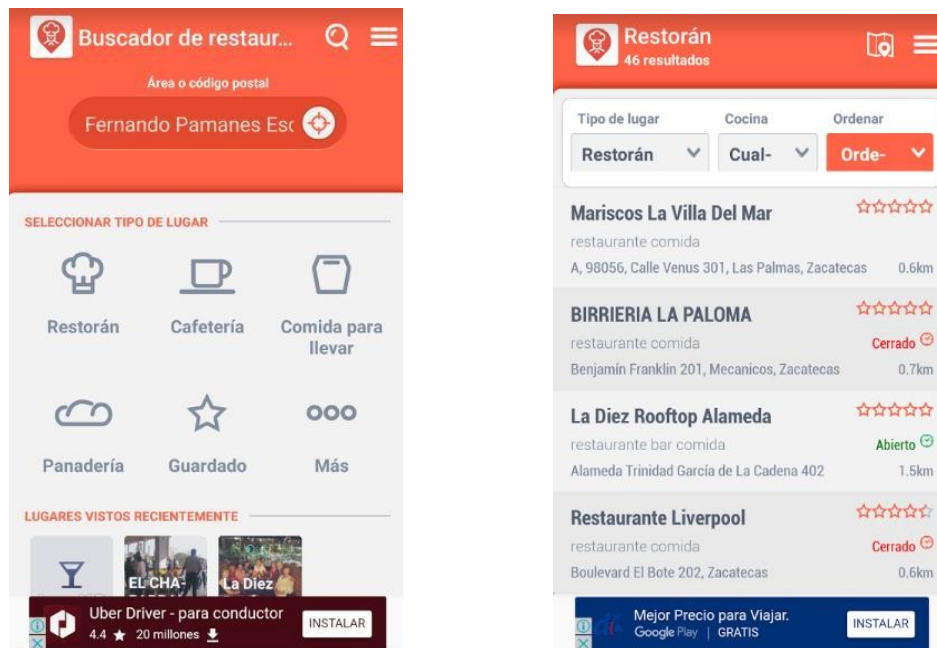 Buscador de restaur...
Área o código postal
Fernando Pamanes Esc
SELECCIONAR TIPO DE LUGAR
Restorán Cafetería Comida para
llevar
Panadería Guardado Más
LUGARES VISTOS RECIENTEMENTE
EL CHA-
La Diez
Uber Driver - para conductor
4.4 ★ 20 millones
INSTALAR
Restorán
46 resultados
Tipo de lugar Cocina Ordenar
Restorán Cual- Orde-
Mariscos La Villa Del Mar
restaurante comida
A, 98056, Calle Venus 301, Las Palmas, Zacatecas 0.6km
BIRRIERIA LA PALOMA
restaurante comida Cerrado
Benjamín Franklin 201, Mecanicos, Zacatecas 0.7km
La Diez Rooftop Alameda
restaurante bar comida Abierto
Alameda Trinidad García de La Cadena 402 1.5km
Restaurante Liverpool
restaurante comida Cerrado
Boulevard El Bote 202, Zacatecas 0.6km
Mejor Precio para Viajar.
Google Play | GRATIS
INSTALAR